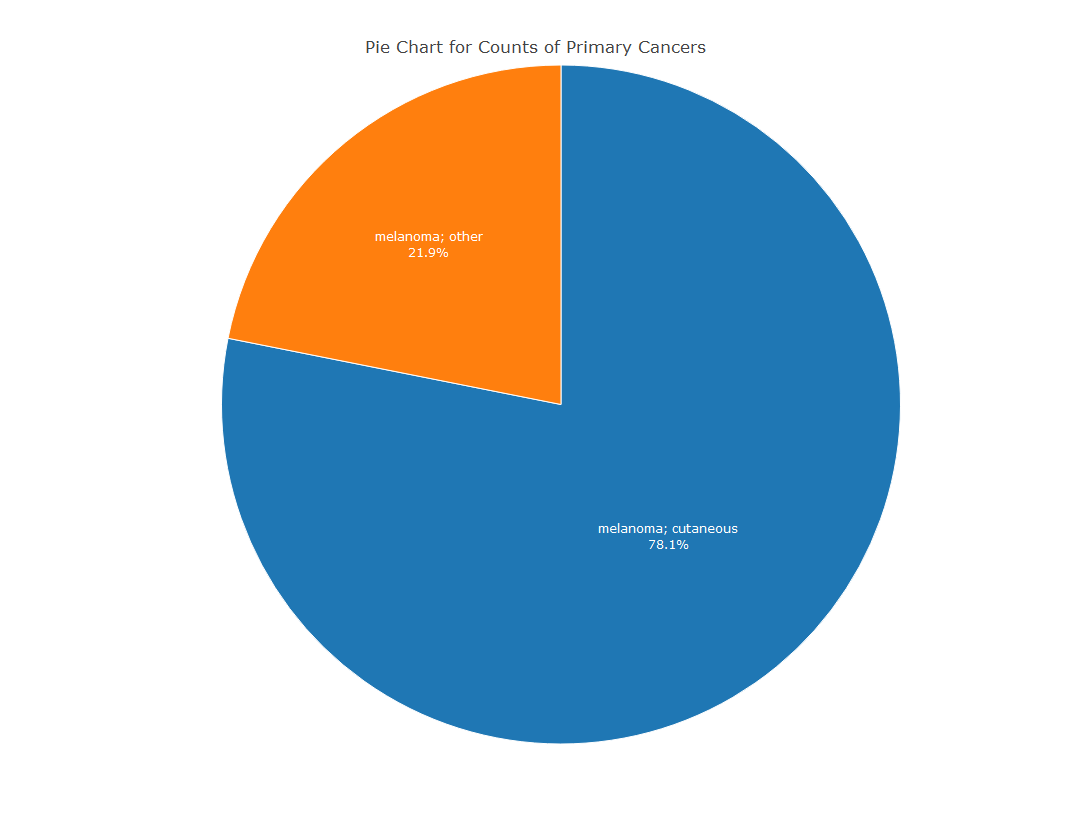 Pie Chart for Counts of Primary Cancers
melanoma; other
21.9%
melanoma; cutaneous
78.1%